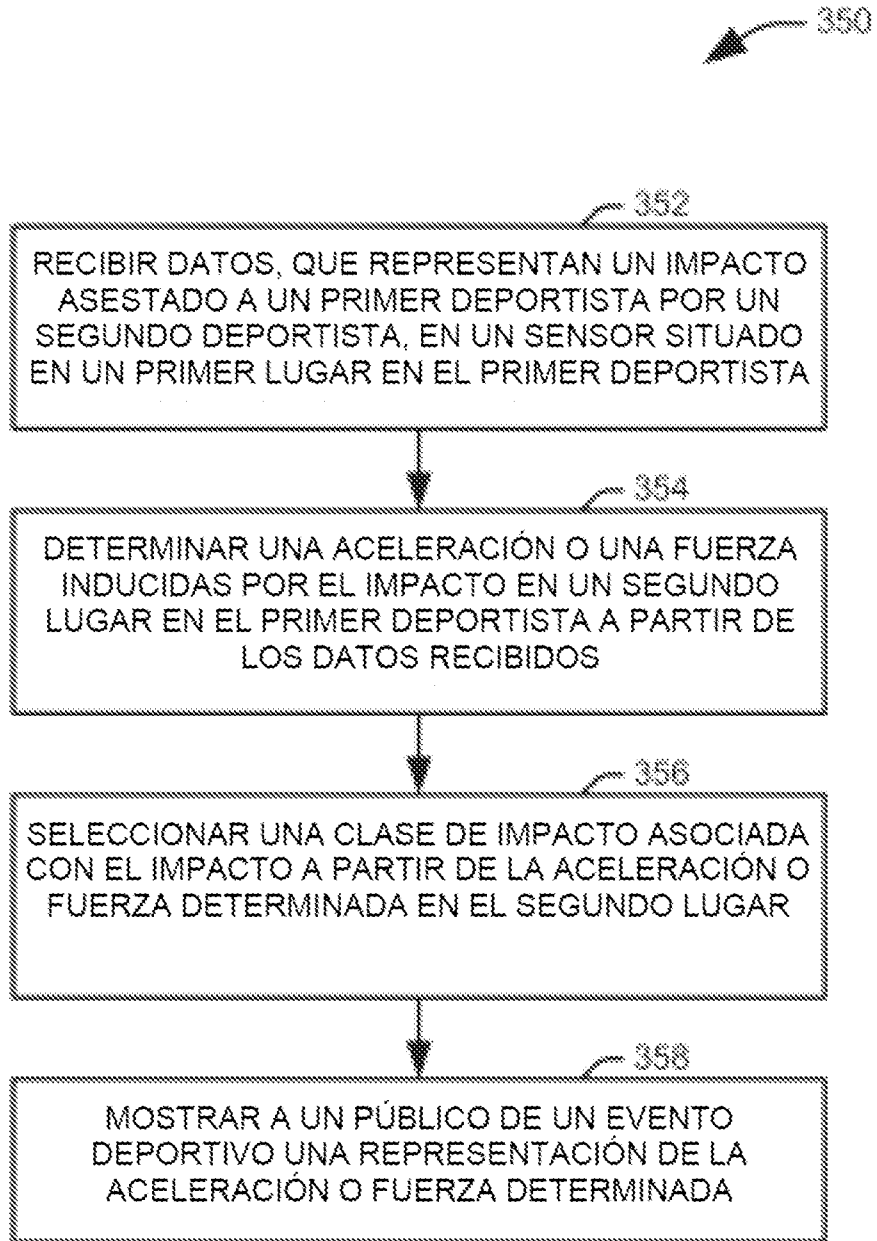 350
352
RECIBIR DATOS, QUE REPRESENTAN UN IMPACTO
ASESTADO A UN PRIMER DEPORTISTA POR UN
SEGUNDO DEPORTISTA, EN UN SENSOR SITUADO
EN UN PRIMER LUGAR EN EL PRIMER DEPORTISTA
354
DETERMINAR UNA ACELERACIÓN O UNA FUERZA
INDUCIDAS POR EL IMPACTO EN UN SEGUNDO
LUGAR EN EL PRIMER DEPORTISTA A PARTIR DE
LOS DATOS RECIBIDOS
356
SELECCIONAR UNA CLASE DE IMPACTO ASOCIADA
CON EL IMPACTO A PARTIR DE LA ACELERACIÓN O
FUERZA DETERMINADA EN EL SEGUNDO LUGAR
358
MOSTRAR A UN PÚBLICO DE UN EVENTO
DEPORTIVO UNA REPRESENTACIÓN DE LA
ACELERACIÓN O FUERZA DETERMINADA